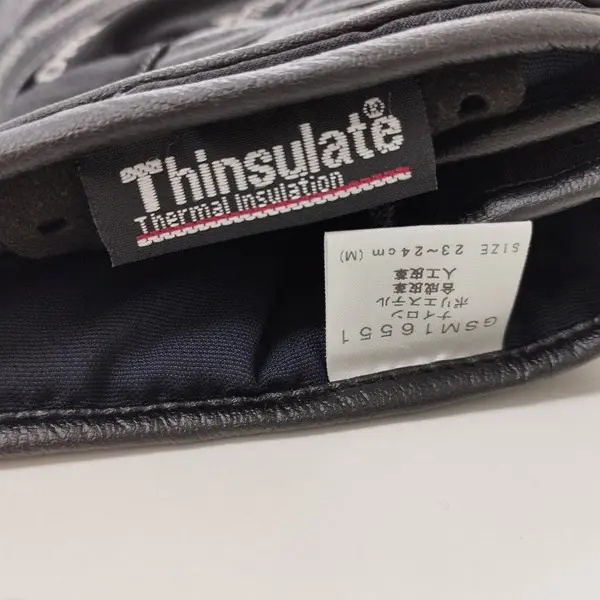 Thinsulate®
Thermal Insulation
GSM16551
ナイロン
ポリエステル
合成皮革
人工皮革
SIZE 23~24cm (M)